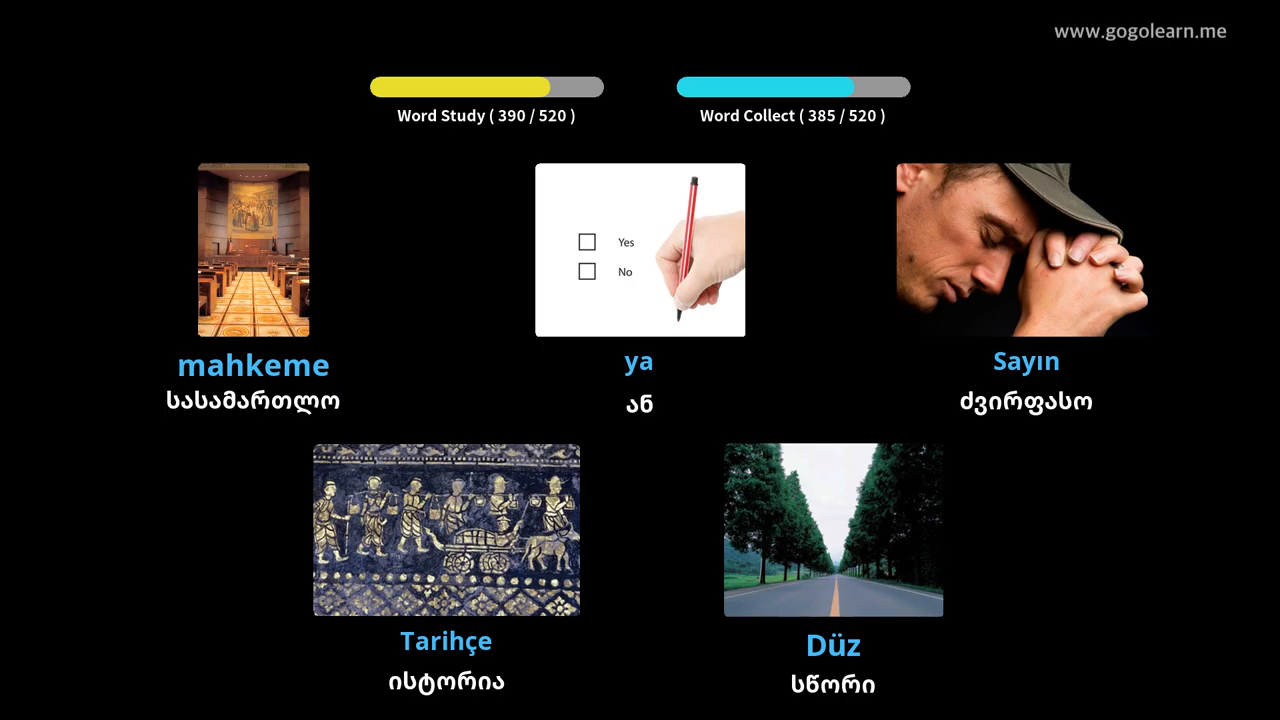 www.gogolearn.me
Word Study ( 390 / 520 )
Word Collect ( 385 / 520 )
Yes
No
mahkeme
სასამართლო
ya
ან
Sayın
ძვირფასო
Tarihçe
ისტორია
Düz
სწორი